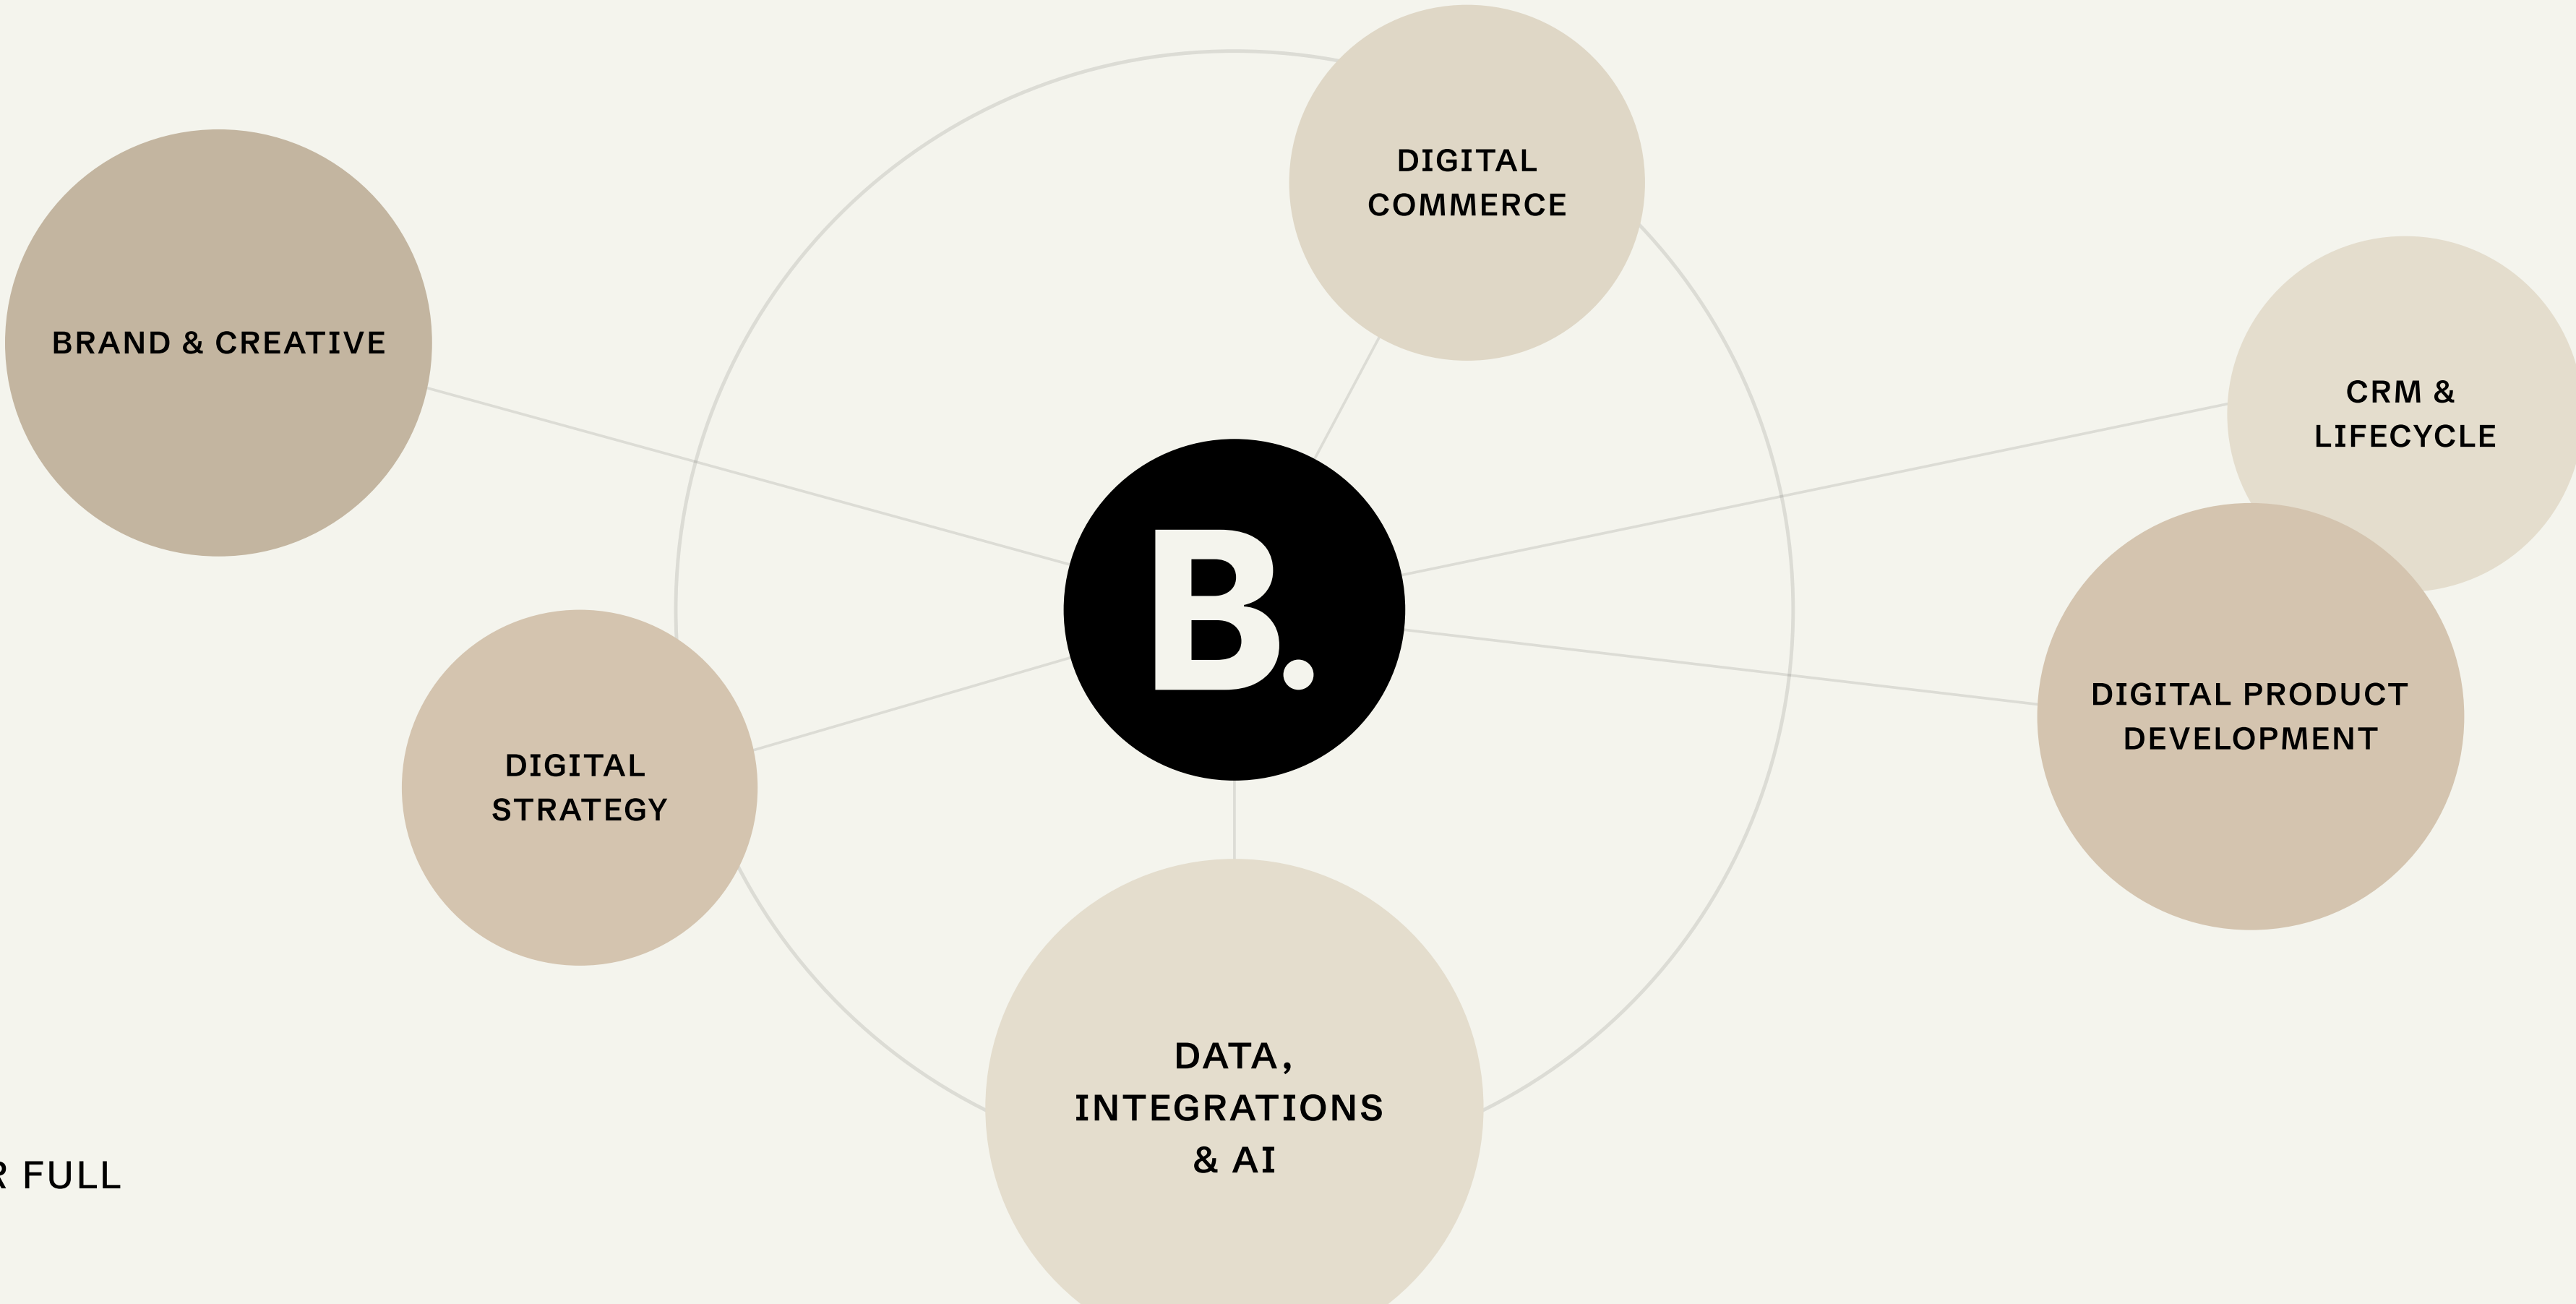 DIGITAL
COMMERCE
BRAND & CREATIVE
CRM &
LIFECYCLE
B.
DIGITAL PRODUCT
DEVELOPMENT
DIGITAL
STRATEGY
DATA,
INTEGRATIONS
& AI
FULL